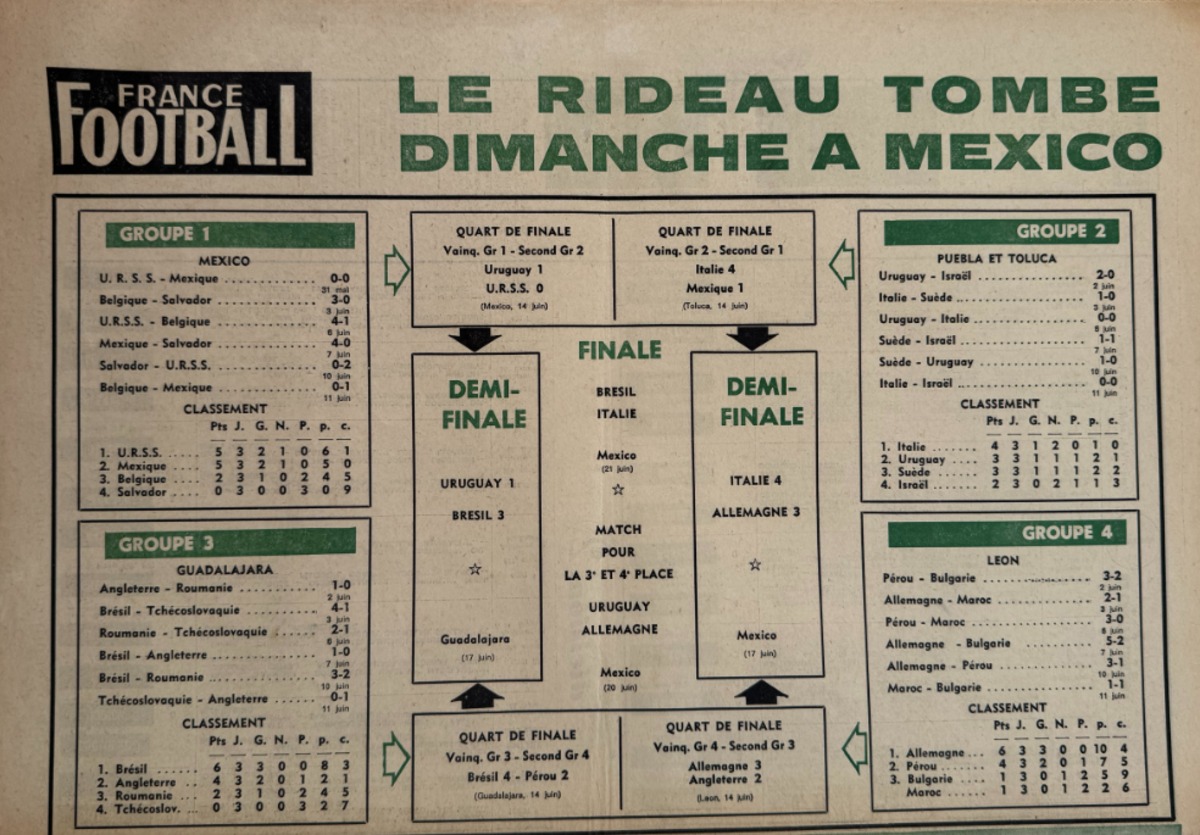 FRANCE
FOOTBALL
LE RIDEAU TOMBE
DIMANCHE A MEXICO
GROUPE 1
MEXICO
U. R. S. S. - Mexique .................. 0-0
31 mai
Belgique - Salvador .................. 3-0
3 juin
U.R.S.S. - Belgique .................. 4-1
6 juin
Mexique - Salvador .................. 4-0
7 juin
Salvador - U.R.S.S. .................. 0-2
10 juin
Belgique - Mexique .................. 0-1
11 juin
CLASSEMENT
Pts J. G. N. P. p. c.
1. U.R.S.S. ..... 5 3 2 1 0 6 1
2. Mexique .... 5 3 2 1 0 5 0
3. Belgique .... 2 3 1 0 2 4 5
4. Salvador .... 0 3 0 0 3 0 9
QUART DE FINALE
Vainq. Gr 1 - Second Gr 2
Uruguay 1
U.R.S.S. 0
(Mexico, 14 juin)
QUART DE FINALE
Vainq. Gr 2 - Second Gr 1
Italie 4
Mexique 1
(Toluca, 14 juin)
GROUPE 2
PUEBLA ET TOLUCA
Uruguay - Israël .................. 2-0
2 juin
Italie - Suède .................. 1-0
3 juin
Uruguay - Italie .................. 0-0
6 juin
Suède - Israël .................. 1-1
7 juin
Suède - Uruguay .................. 1-0
10 juin
Italie - Israël .................. 0-0
11 juin
CLASSEMENT
Pts J. G. N. P. p. c.
1. Italie ....... 4 3 1 2 0 1 0
2. Uruguay .... 3 3 1 1 1 2 1
3. Suède ...... 3 3 1 1 1 2 2
4. Israël ....... 2 3 0 2 1 1 3
DEMI-
FINALE
URUGUAY 1
BRESIL 3
☆
Guadalajara
(17 juin)
FINALE
BRESIL
ITALIE
Mexico
(21 juin)
☆
MATCH
POUR
LA 3e ET 4e PLACE
URUGUAY
ALLEMAGNE
Mexico
(20 juin)
DEMI-
FINALE
ITALIE 4
ALLEMAGNE 3
☆
Mexico
(17 juin)
GROUPE 3
GUADALAJARA
Angleterre - Roumanie .............. 1-0
2 juin
Brésil - Tchécoslovaquie .............. 4-1
3 juin
Roumanie - Tchécoslovaquie ...... 2-1
6 juin
Brésil - Angleterre .................. 1-0
7 juin
Brésil - Roumanie .................. 3-2
10 juin
Tchécoslovaquie - Angleterre ...... 0-1
11 juin
CLASSEMENT
Pts J. G. N. P. p. c.
1. Brésil ...... 6 3 3 0 0 8 3
2. Angleterre .. 4 3 2 0 1 2 1
3. Roumanie ... 2 3 1 0 2 4 5
4. Tchécoslov. ... 0 3 0 0 3 2 7
QUART DE FINALE
Vainq. Gr 3 - Second Gr 4
Brésil 4 - Pérou 2
(Guadalajara, 14 juin)
QUART DE FINALE
Vainq. Gr 4 - Second Gr 3
Allemagne 3
Angleterre 2
(Leon, 14 juin)
GROUPE 4
LEON
Pérou - Bulgarie .................. 3-2
2 juin
Allemagne - Maroc .................. 2-1
3 juin
Pérou - Maroc .................. 3-0
6 juin
Allemagne - Bulgarie .............. 5-2
7 juin
Allemagne - Pérou .................. 3-1
10 juin
Maroc - Bulgarie .................. 1-1
11 juin
CLASSEMENT
Pts J. G. N. P. p. c.
1. Allemagne ... 6 3 3 0 0 10 4
2. Pérou ....... 4 3 2 0 1 7 5
3. Bulgarie .... 1 3 0 1 2 5 9
Maroc ...... 1 3 0 1 2 2 6